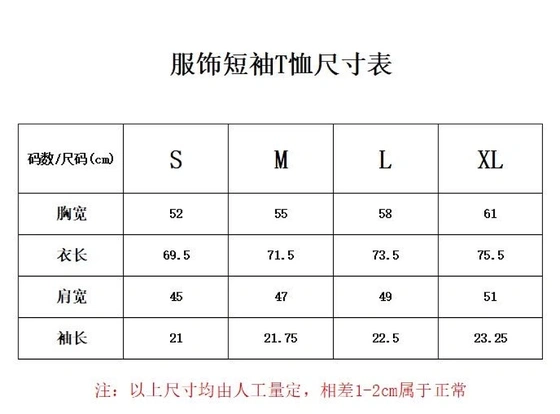 服饰短袖T恤尺寸表
码数/尺码(cm) S M L XL
胸宽 52 55 58 61
衣长 69.5 71.5 73.5 75.5
肩宽 45 47 49 51
袖长 21 21.75 22.5 23.25
注：以上尺寸均由人工量定，相差1-2cm属于正常